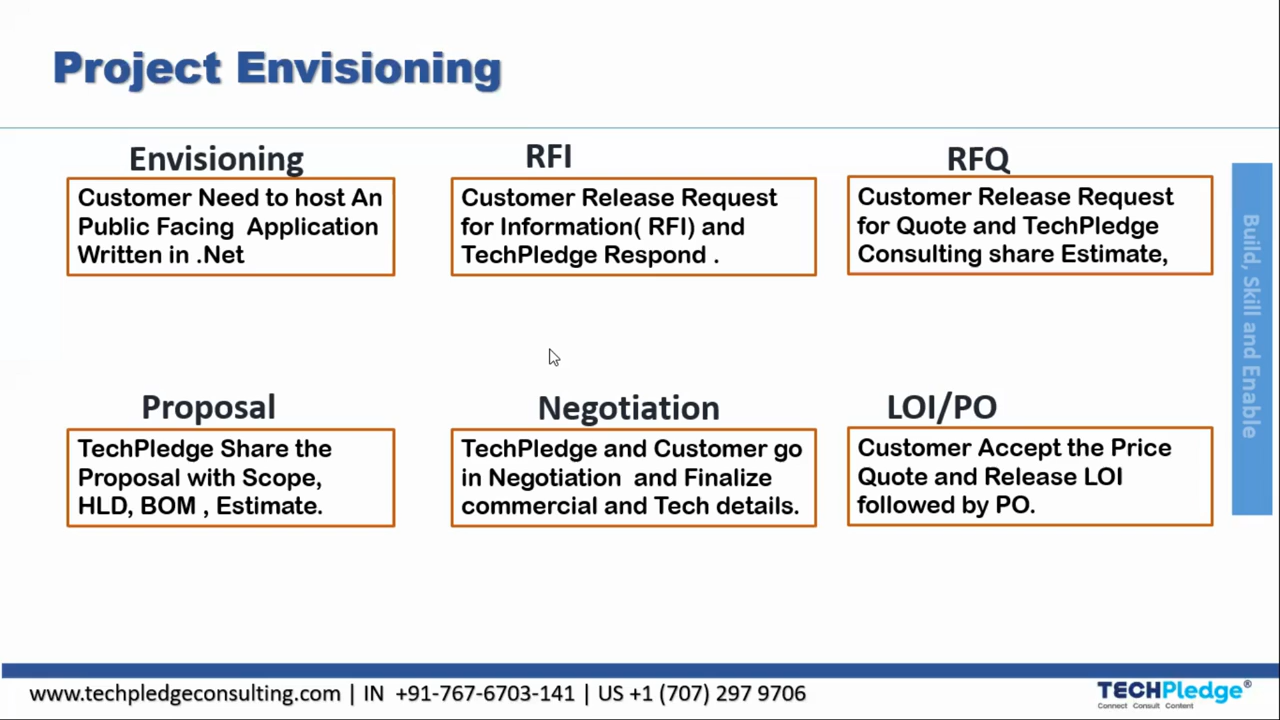 Project Envisioning
Envisioning
Customer Need to host An
Public Facing  Application
Written in .Net
RFI
Customer Release Request
for Information( RFI) and
TechPledge Respond .
RFQ
Customer Release Request
for Quote and TechPledge
Consulting share Estimate,
Proposal
TechPledge Share the
Proposal with Scope,
HLD, BOM , Estimate.
Negotiation
TechPledge and Customer go
in Negotiation  and Finalize
commercial and Tech details.
LOI/PO
Customer Accept the Price
Quote and Release LOI
followed by PO.
Build, Skill and Enable
www.techpledgeconsulting.com | IN  +91-767-6703-141 | US +1 (707) 297 9706
TECHPledge®
Connect  Consult  Content